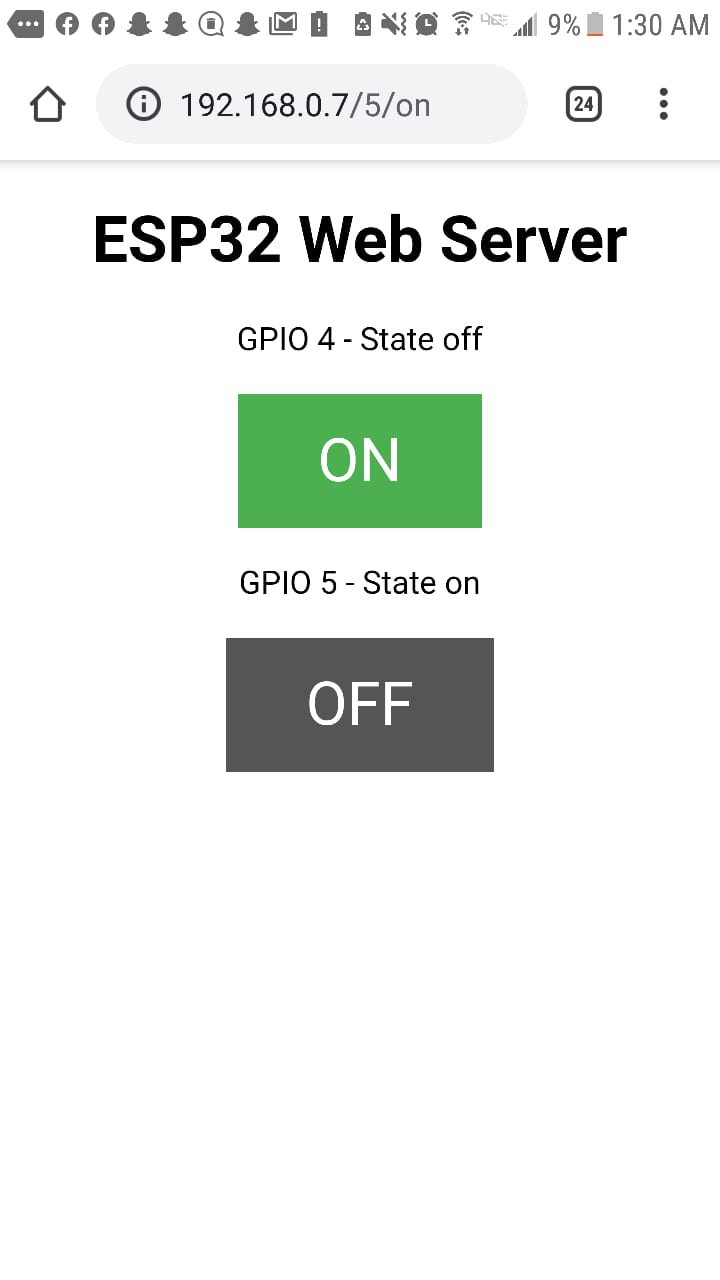 9% 1:30 AM
192.168.0.7/5/on
24
ESP32 Web Server
GPIO 4 - State off
ON
GPIO 5 - State on
OFF